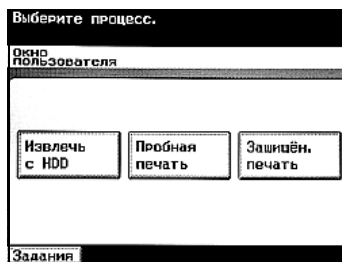 Выберите процесс.
Окно
пользователя
Извлечь
с HDD
Пробная
печать
Защищён.
печать
Задания